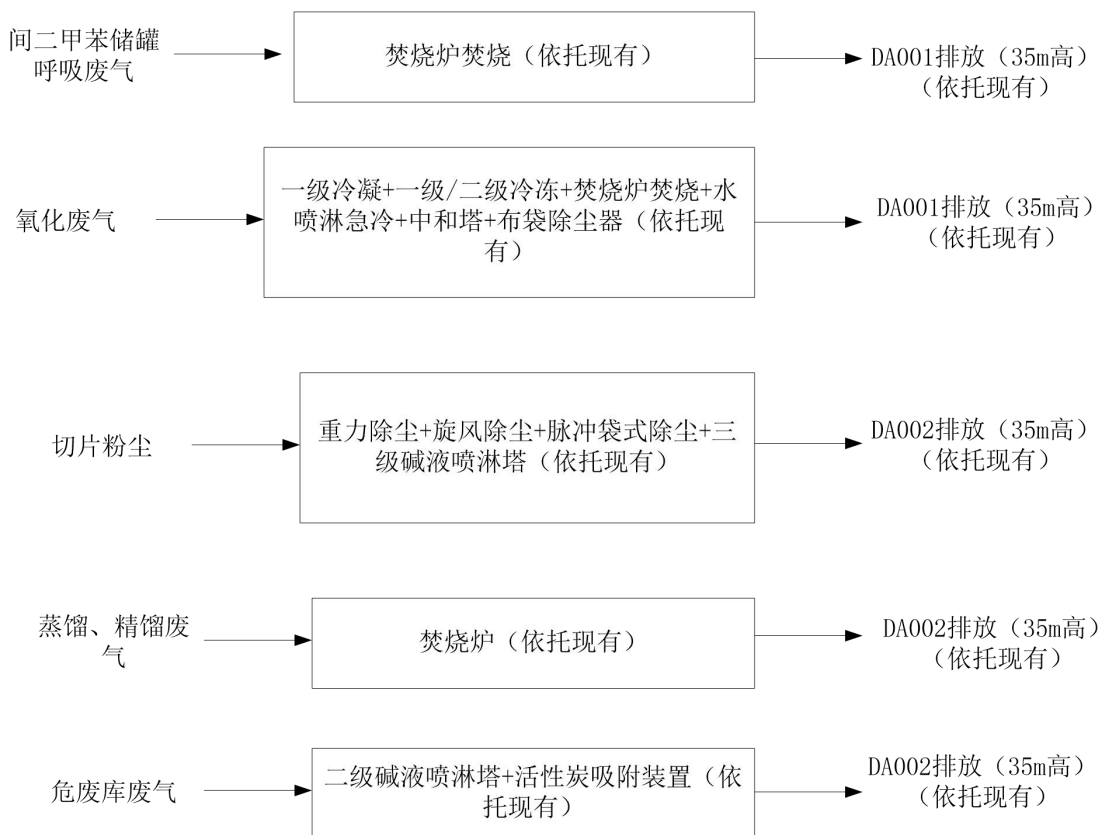 间二甲苯储罐
呼吸废气
焚烧炉焚烧（依托现有）
DA001排放（35m高）
（依托现有）
氧化废气
一级冷凝+一级/二级冷冻+焚烧炉焚烧+水
喷淋急冷+中和塔+布袋除尘器（依托现
有）
DA001排放（35m高）
（依托现有）
切片粉尘
重力除尘+旋风除尘+脉冲袋式除尘+三
级碱液喷淋塔（依托现有）
DA002排放（35m高）
（依托现有）
蒸馏、精馏废
气
焚烧炉（依托现有）
DA002排放（35m高）
（依托现有）
危废库废气
二级碱液喷淋塔+活性炭吸附装置（依
托现有）
DA002排放（35m高）
（依托现有）